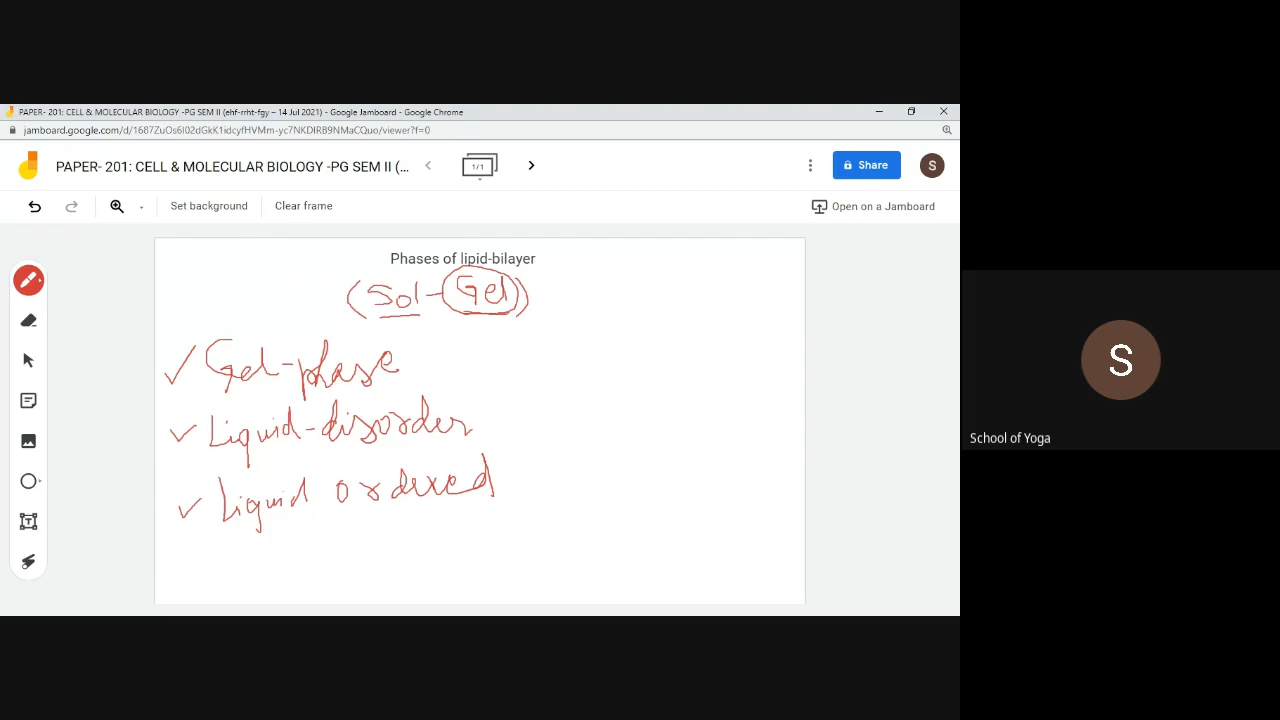 PAPER- 201: CELL & MOLECULAR BIOLOGY -PG SEM II (ehf-rrht-fgy – 14 Jul 2021) - Google Jamboard - Google Chrome
jamboard.google.com/d/1687ZuOs6l02dGkK1idcyfHVMm-yc7NKDIRB9NMaCQuo/viewer?f=0
PAPER- 201: CELL & MOLECULAR BIOLOGY -PG SEM II (...
1/1
Share
S
Set background
Clear frame
Open on a Jamboard
Phases of lipid-bilayer
(Sol - Gel)
✓ Gel-phase
✓ Liquid-disorder
✓ Liquid ordered
S
School of Yoga